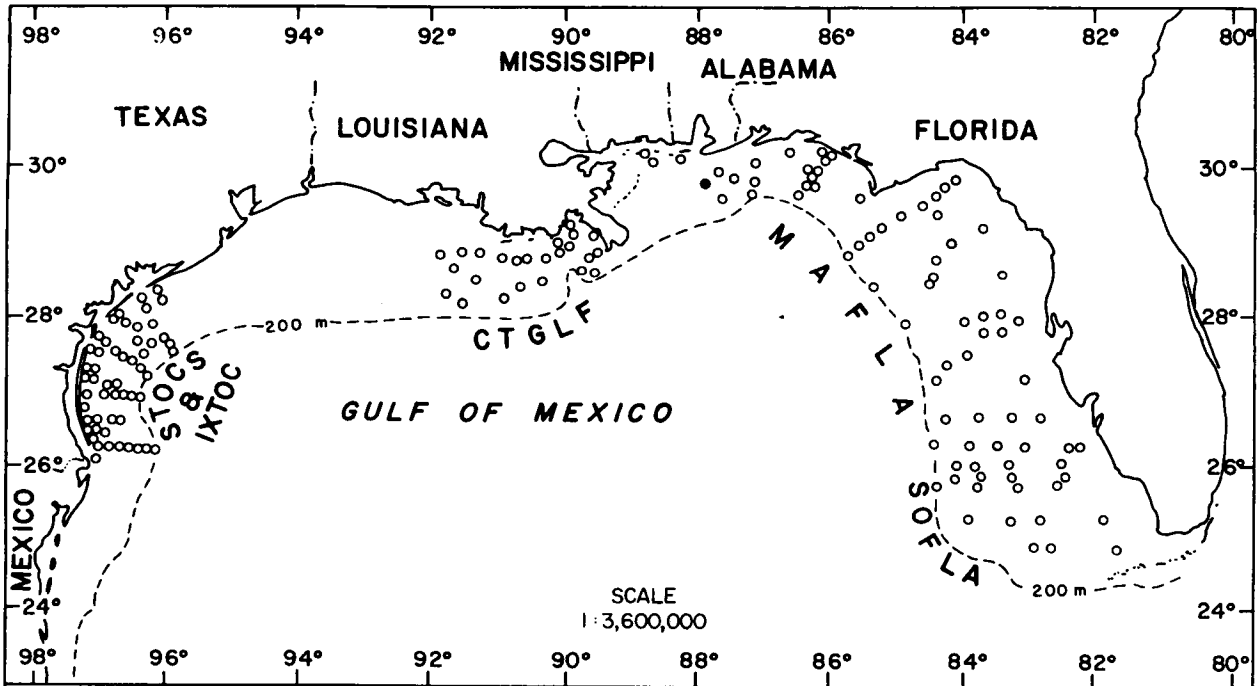 98° 96° 94° 92° 90° 88° 86° 84° 82° 80°
MISSISSIPPI
ALABAMA
TEXAS
LOUISIANA
FLORIDA
30° 30°
28° 28°
200 m
CTGLF
MAFLA
STOCS
&
IXTOC
GULF OF MEXICO
26° 26°
SOFLA
MEXICO
SCALE
1:3,600,000
200 m
24° 24°
98° 96° 94° 92° 90° 88° 86° 84° 82° 80°